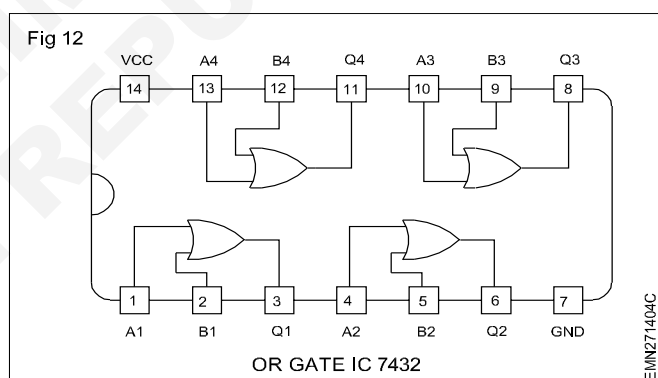 Fig 12
VCC A4 B4 Q4 A3 B3 Q3
14 13 12 11 10 9 8
1 2 3 4 5 6 7
A1 B1 Q1 A2 B2 Q2 GND
OR GATE IC 7432
EMN271404C